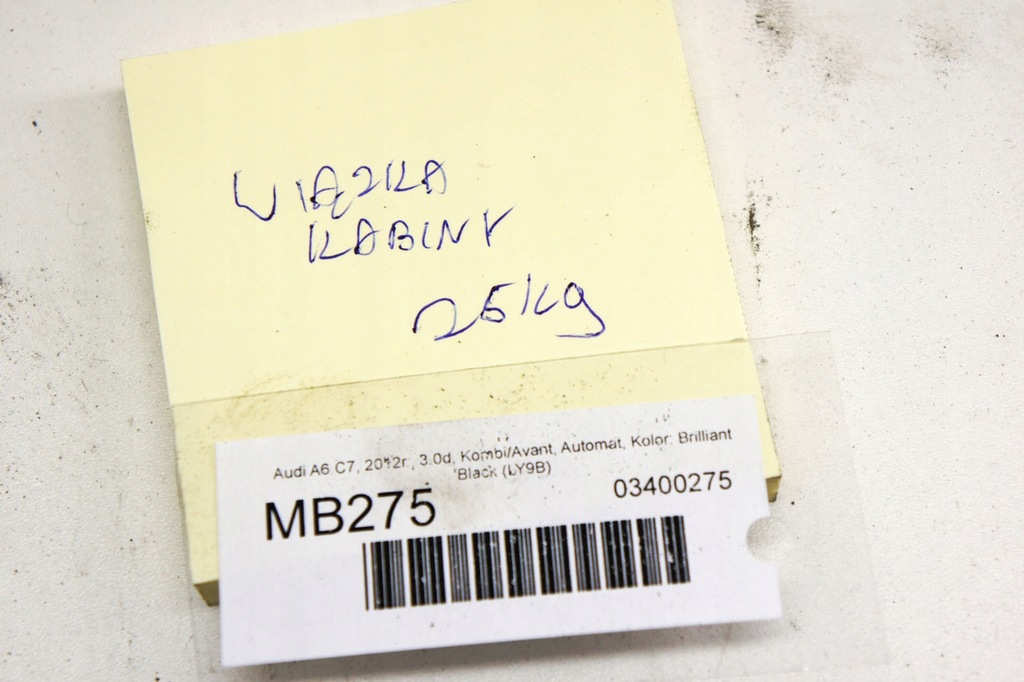 WIĄZKA
KABINY
25kg
Audi A6 C7, 2012r., 3.0d, Kombi/Avant, Automat, Kolor: Brilliant
Black (LY9B)
MB275
03400275